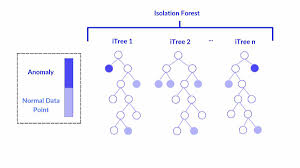 Isolation Forest
iTree 1
iTree 2
...
iTree n
Anomaly
Normal Data
Point